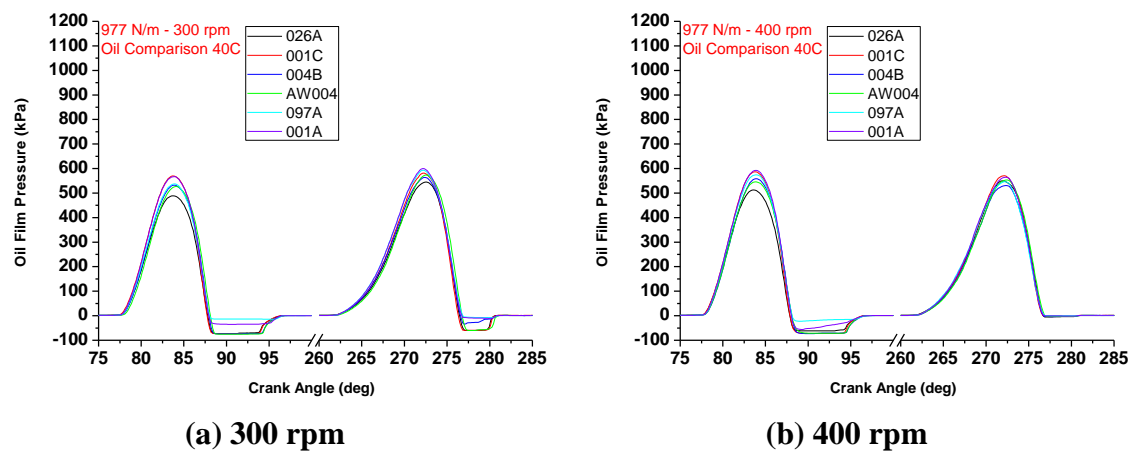 977 N/m - 300 rpm
Oil Comparison 40C
026A
001C
004B
AW004
097A
001A
1200
1100
1000
900
800
700
600
500
400
300
200
100
0
-100
Oil Film Pressure (kPa)
75 80 85 90 95 260 265 270 275 280 285
Crank Angle (deg)
(a) 300 rpm
977 N/m - 400 rpm
Oil Comparison 40C
026A
001C
004B
AW004
097A
001A
1200
1100
1000
900
800
700
600
500
400
300
200
100
0
-100
Oil Film Pressure (kPa)
75 80 85 90 95 260 265 270 275 280 285
Crank Angle (deg)
(b) 400 rpm